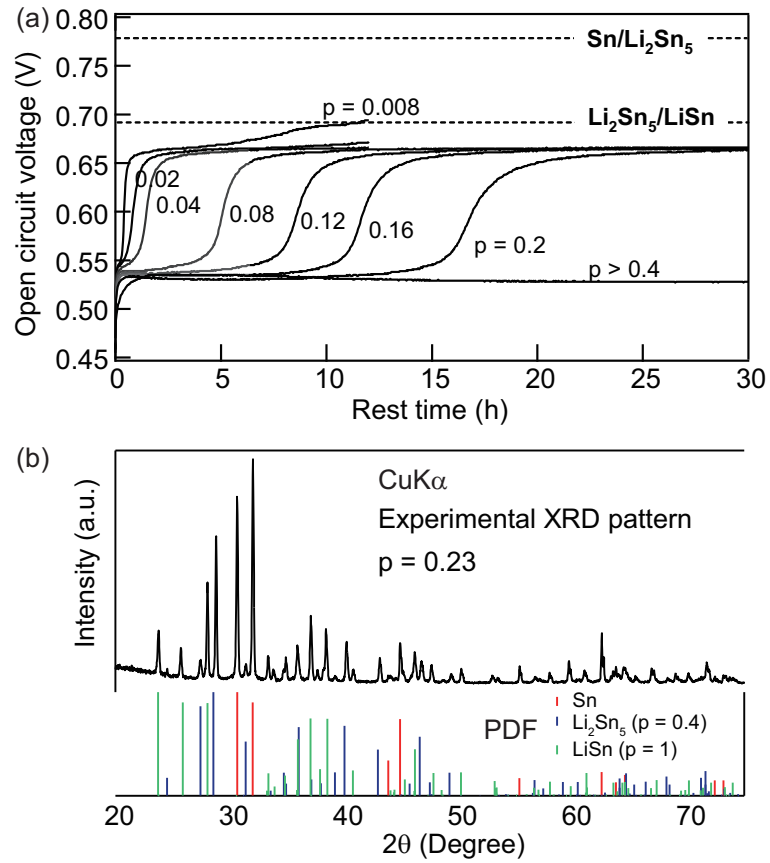 (a)
0.80
0.75
0.70
0.65
0.60
0.55
0.50
0.45
Open circuit voltage (V)
Sn/Li₂Sn₅
p = 0.008
Li₂Sn₅/LiSn
0.02
0.04
0.08
0.12
0.16
p = 0.2
p > 0.4
0 5 10 15 20 25 30
Rest time (h)
(b)
Intensity (a.u.)
CuKα
Experimental XRD pattern
p = 0.23
PDF
Sn
Li₂Sn₅ (p = 0.4)
LiSn (p = 1)
20 30 40 50 60 70
2θ (Degree)